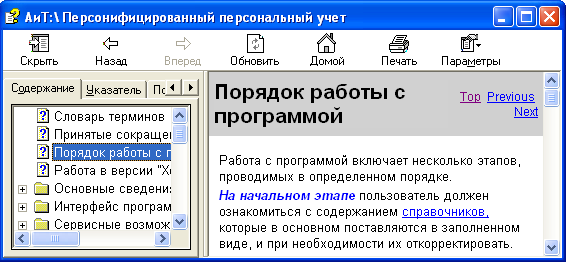 АиТ:\ Персонифицированный персональный учет
Скрыть Назад Вперед Обновить Домой Печать Параметры
Содержание Указатель
Словарь терминов
Принятые сокраще
Порядок работы с п
Работа в версии "Хо
Основные сведени
Интерфейс програм
Сервисные возмож
Порядок работы с
программой
Top Previous
Next
Работа с программой включает несколько этапов,
проводимых в определенном порядке.
На начальном этапе пользователь должен
ознакомиться с содержанием справочников,
которые в основном поставляются в заполненном
виде, и при необходимости их откорректировать.